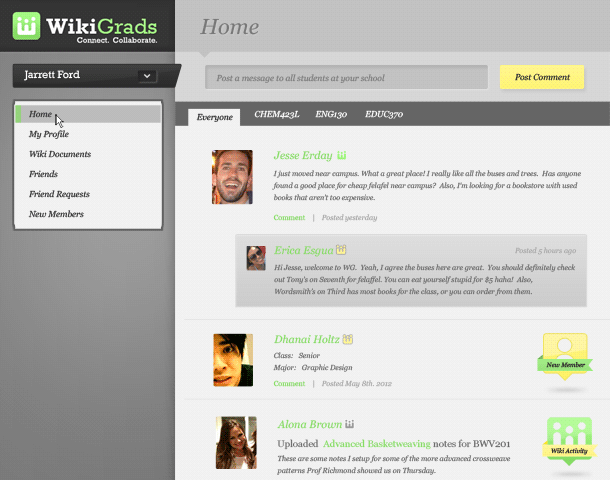 WikiGrads
Connect. Collaborate.
Home
Jarrett Ford
Post a message to all students at your school
Post Comment
Home
My Profile
Wiki Documents
Friends
Friend Requests
New Members
Everyone
CHEM423L
ENG130
EDUC370
Jesse Erday
I just moved near campus. What a great place! I really like all the buses and trees. Has anyone
found a good place for cheap felafel near campus? Also, I'm looking for a bookstore with used
books that aren't too expensive.
Comment | Posted yesterday
Erica Esgua
Posted 5 hours ago
Hi Jesse, welcome to WG. Yeah, I agree the buses here are great. You should definitely check
out Tony's on Seventh for felaffel. You can eat yourself stupid for $5 haha! Also,
Wordsmith's on Third has most books for the class, or you can order from them.
Dhanai Holtz
Class: Senior
Major: Graphic Design
Comment | Posted May 8th. 2012
New Member
Alona Brown
Uploaded Advanced Basketweaving notes for BWV201
These are some notes I setup for some of the more advanced crossweave
patterns Prof Richmond showed us on Thursday.
Wiki Activity